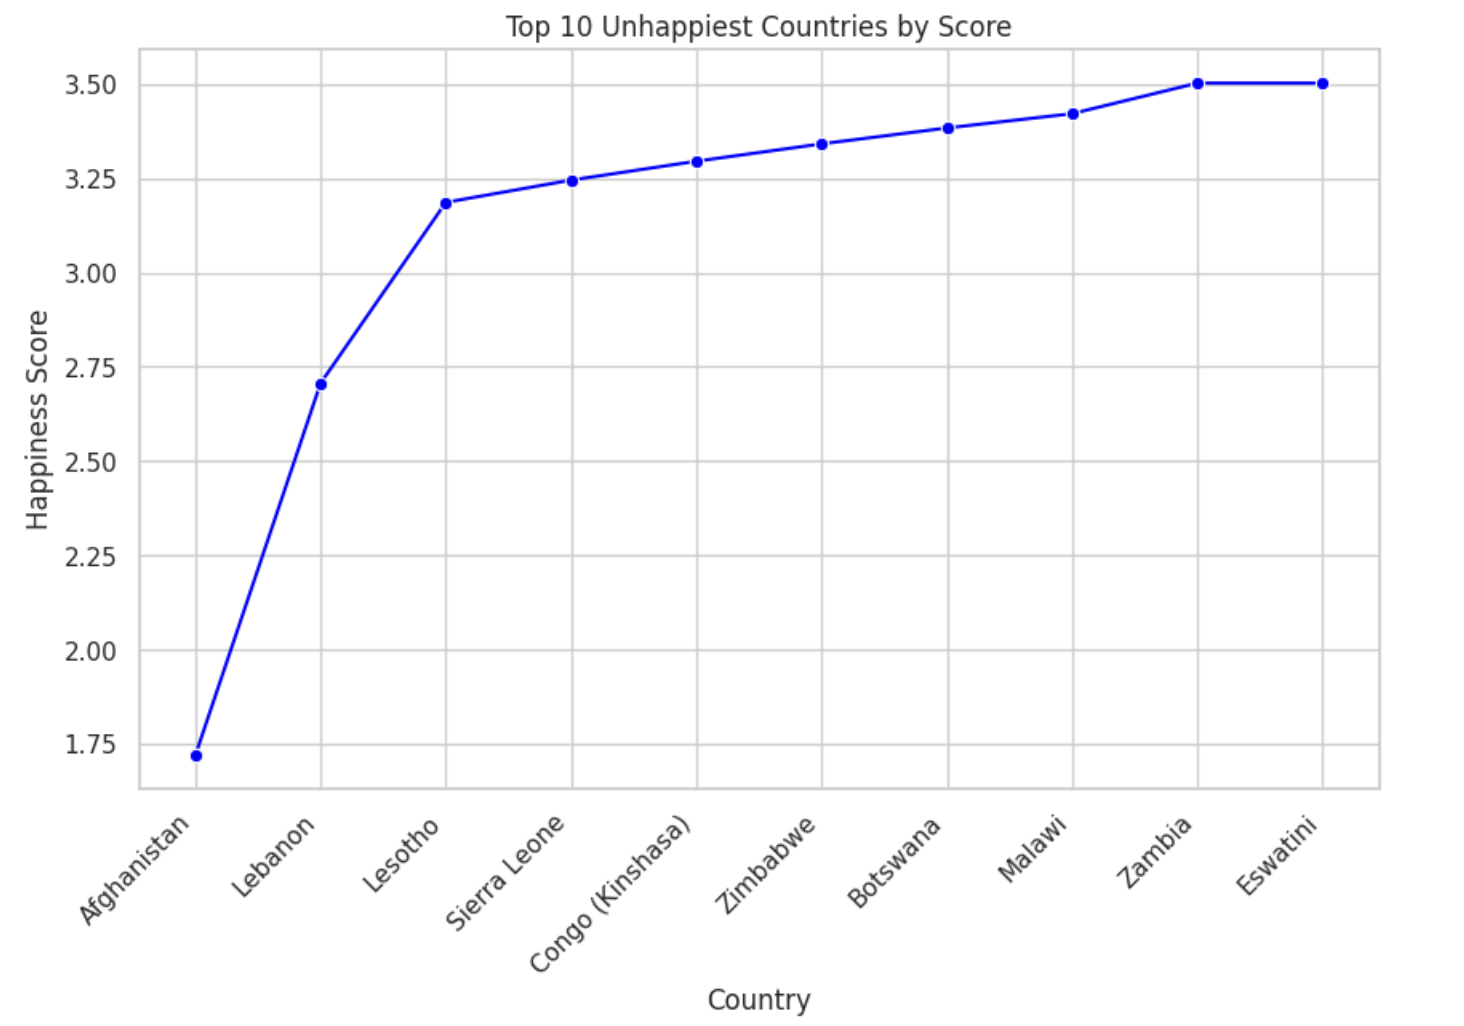 Top 10 Unhappiest Countries by Score
Happiness Score
3.50
3.25
3.00
2.75
2.50
2.25
2.00
1.75
Afghanistan
Lebanon
Lesotho
Sierra Leone
Congo (Kinshasa)
Zimbabwe
Botswana
Malawi
Zambia
Eswatini
Country